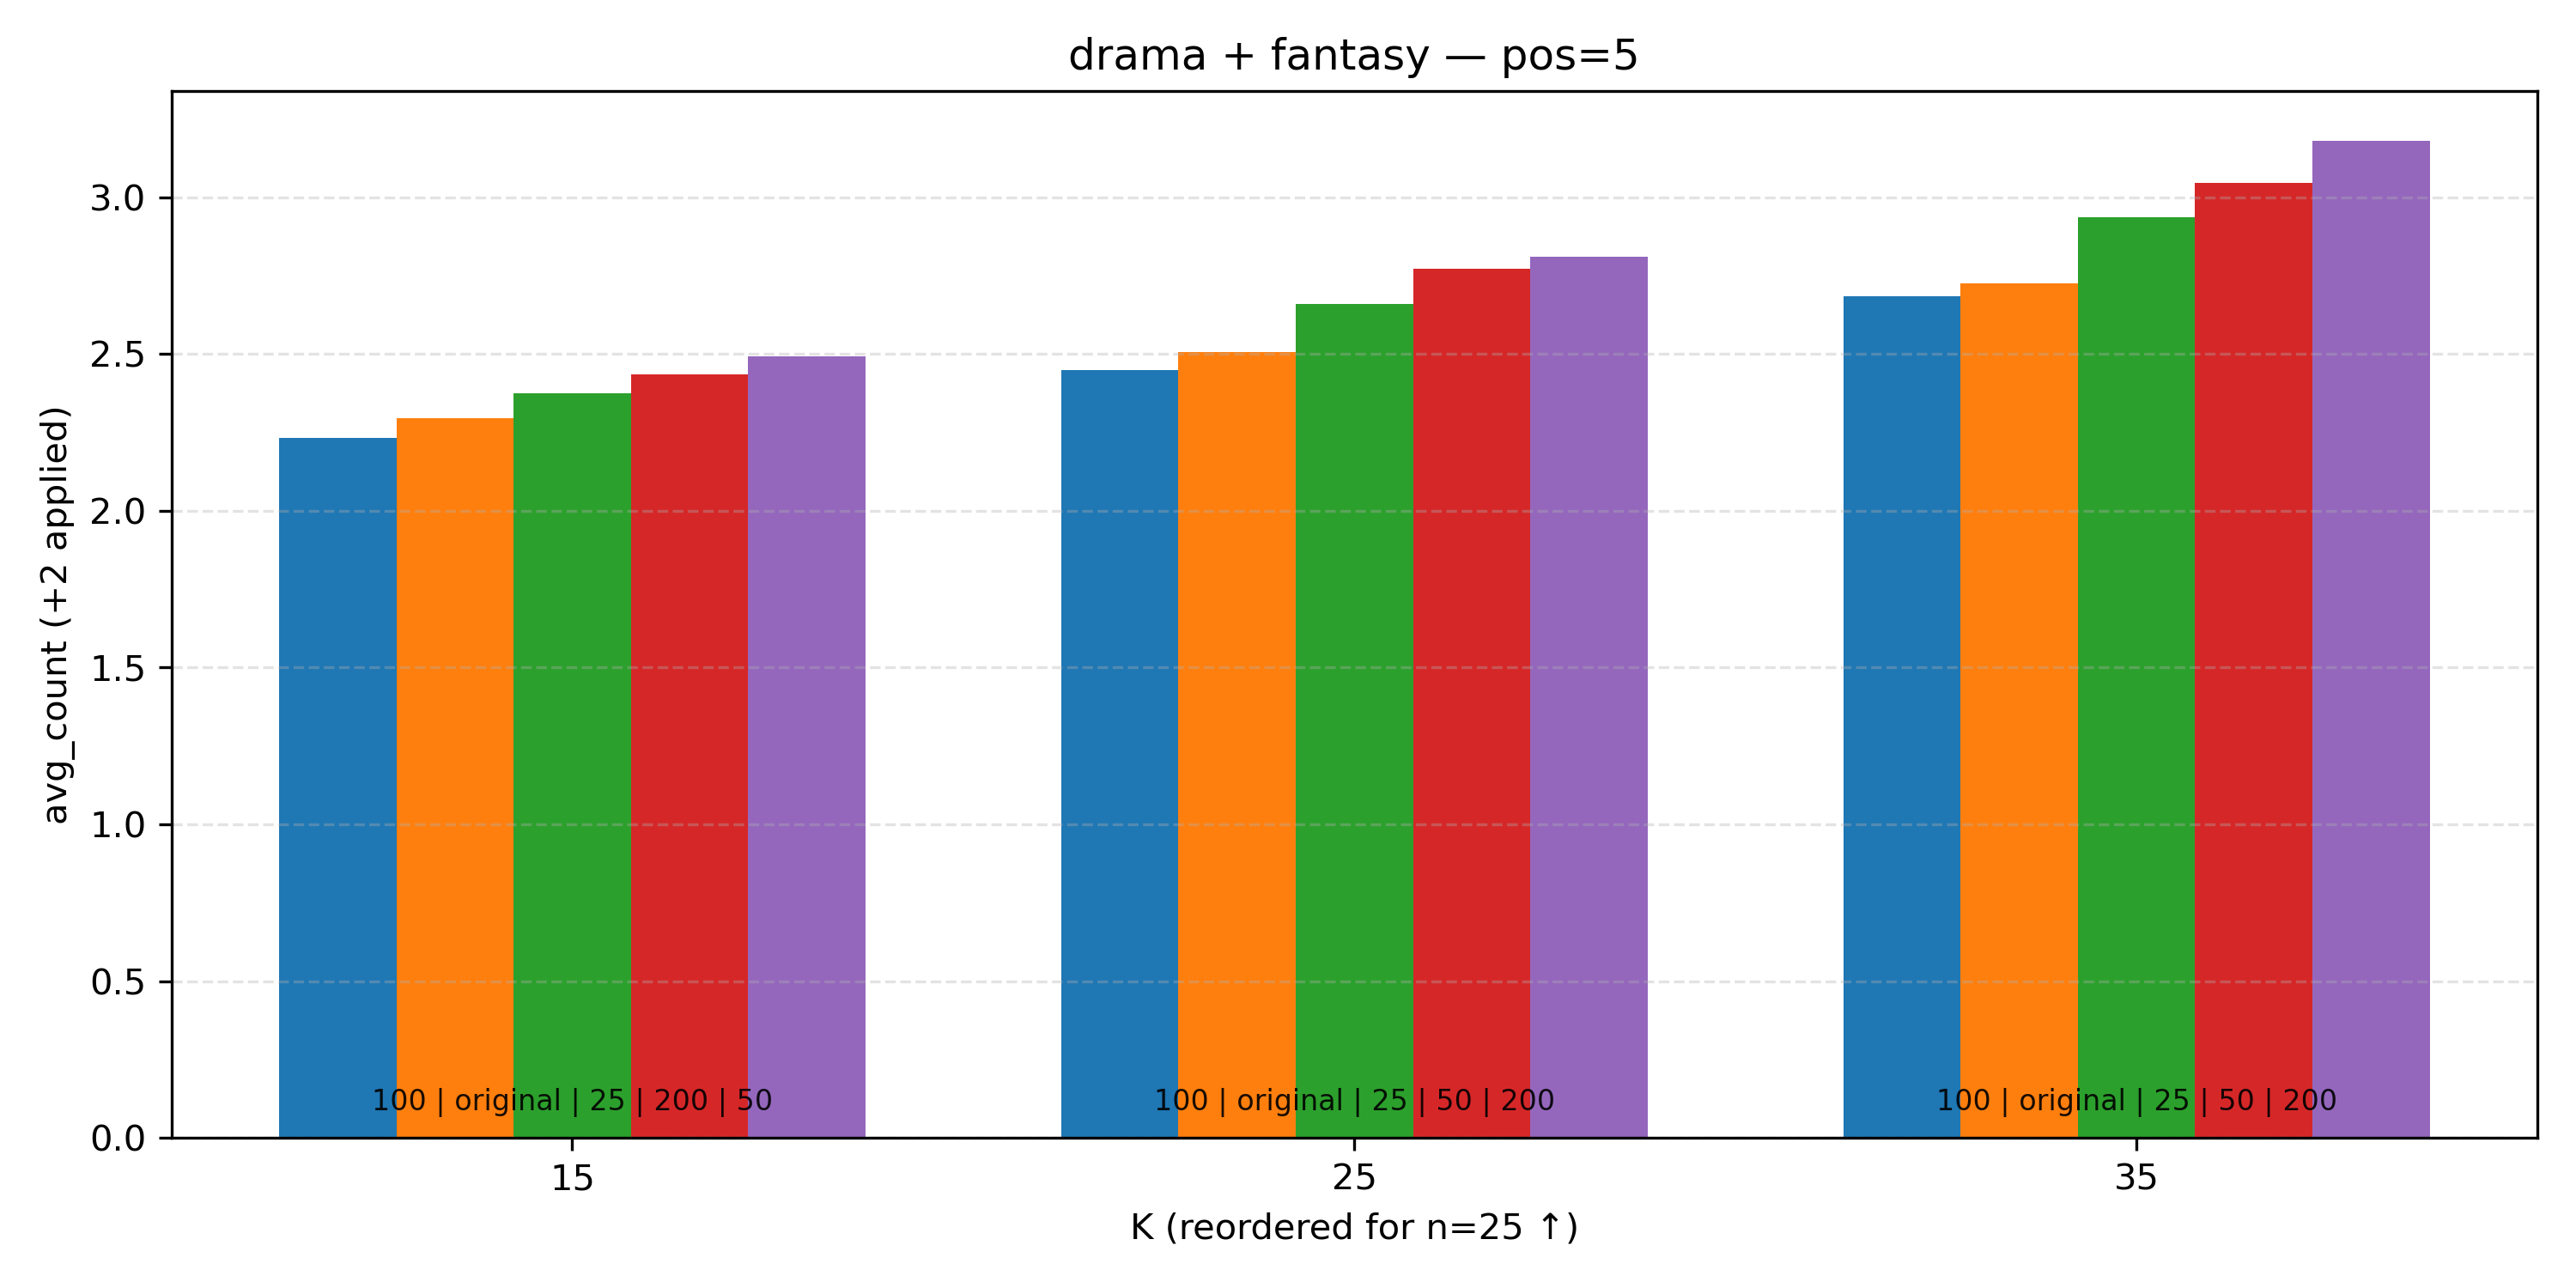 drama + fantasy — pos=5
avg_count (+2 applied)
3.0
2.5
2.0
1.5
1.0
0.5
0.0
100 | original | 25 | 200 | 50
100 | original | 25 | 50 | 200
100 | original | 25 | 50 | 200
15
25
35
K (reordered for n=25 ↑)